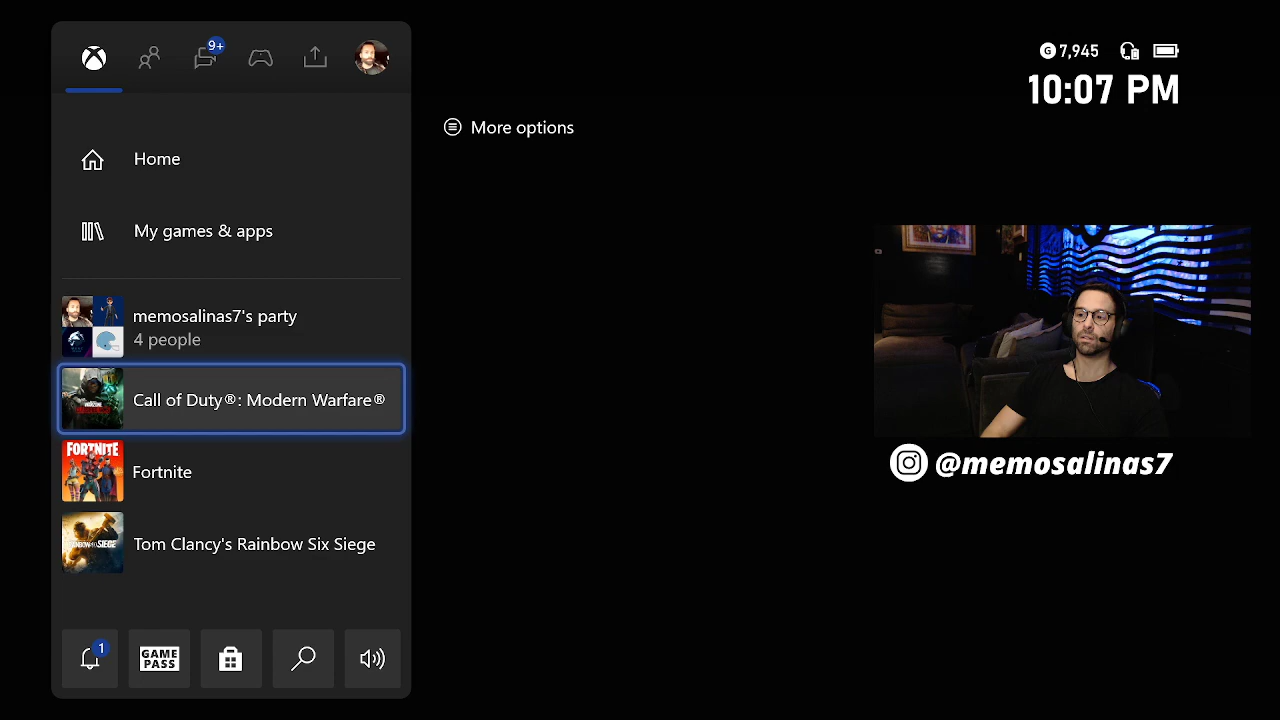 9+
G 7,945
10:07 PM
More options
Home
My games & apps
memosalinas7's party
4 people
Call of Duty®: Modern Warfare®
FORTNITE
Fortnite
Tom Clancy's Rainbow Six Siege
@memosalinas7
1
GAME
PASS